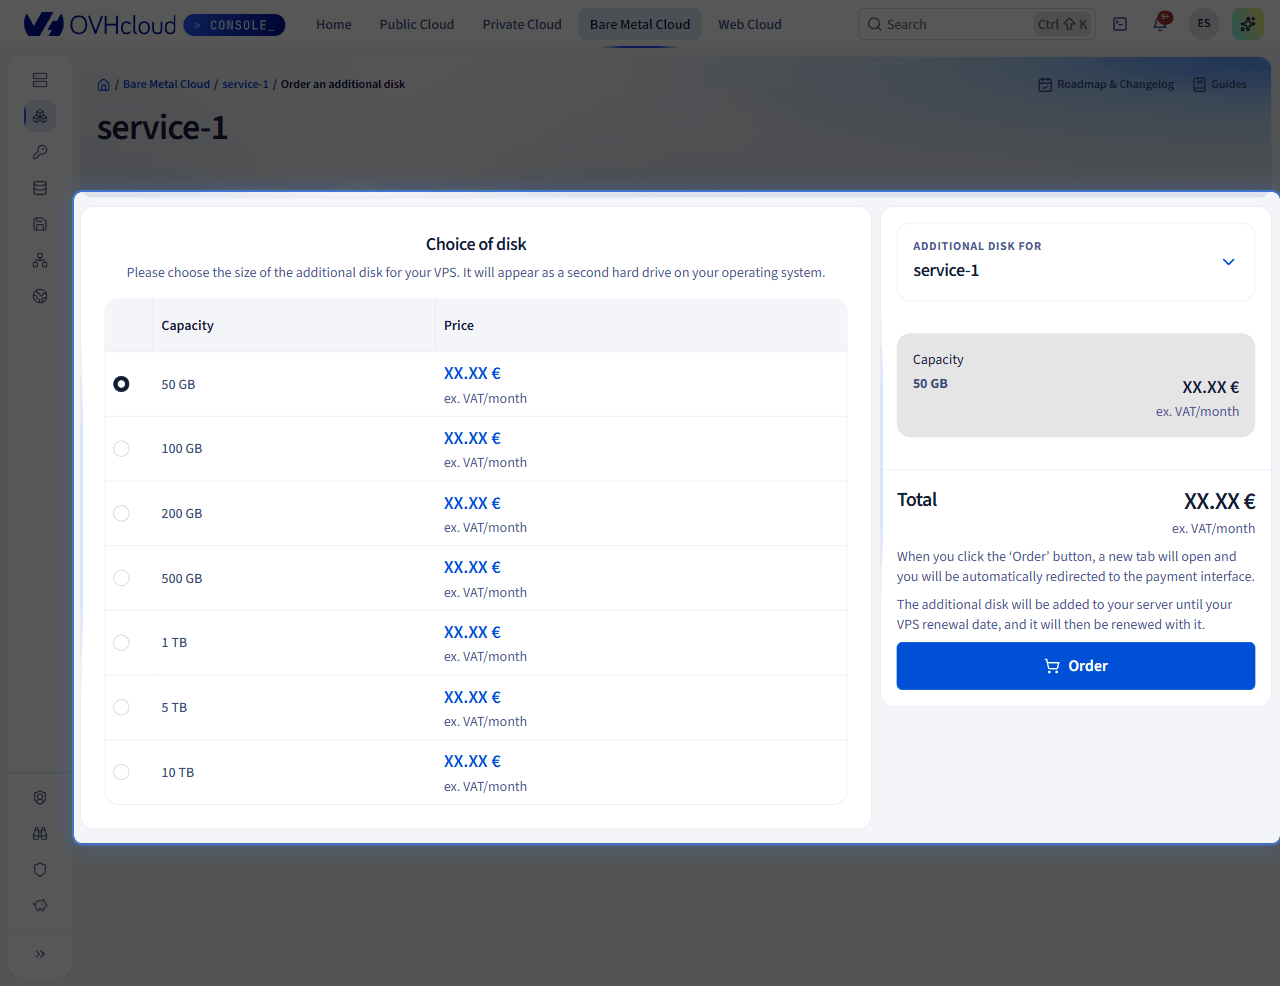 OVHcloud > CONSOLE_ Home Public Cloud Private Cloud Bare Metal Cloud Web Cloud Search Ctrl K 9+ ES
/ Bare Metal Cloud / service-1 / Order an additional disk Roadmap & Changelog Guides
service-1
Choice of disk
Please choose the size of the additional disk for your VPS. It will appear as a second hard drive on your operating system.
Capacity Price
50 GB XX.XX €
ex. VAT/month
100 GB XX.XX €
ex. VAT/month
200 GB XX.XX €
ex. VAT/month
500 GB XX.XX €
ex. VAT/month
1 TB XX.XX €
ex. VAT/month
5 TB XX.XX €
ex. VAT/month
10 TB XX.XX €
ex. VAT/month
ADDITIONAL DISK FOR
service-1
Capacity
50 GB XX.XX €
ex. VAT/month
Total XX.XX €
ex. VAT/month
When you click the ‘Order’ button, a new tab will open and
you will be automatically redirected to the payment interface.
The additional disk will be added to your server until your
VPS renewal date, and it will then be renewed with it.
Order